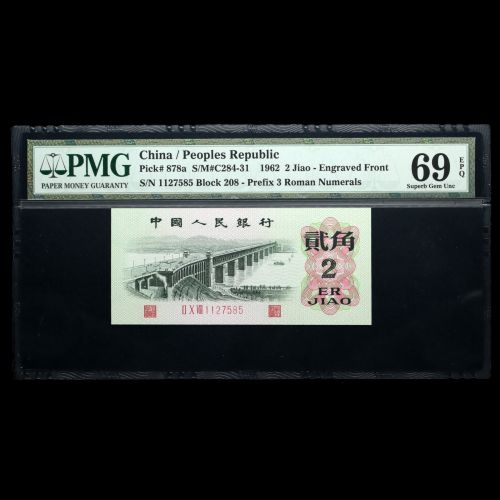 PMG
PAPER MONEY GUARANTY
China / Peoples Republic
Pick# 878a S/M#C284-31 1962 2 Jiao - Engraved Front
S/N 1127585 Block 208 - Prefix 3 Roman Numerals
69 EPQ
Superb Gem Unc
中國人民銀行
貳角
2
ER
JIAO
II X VIII 1127585